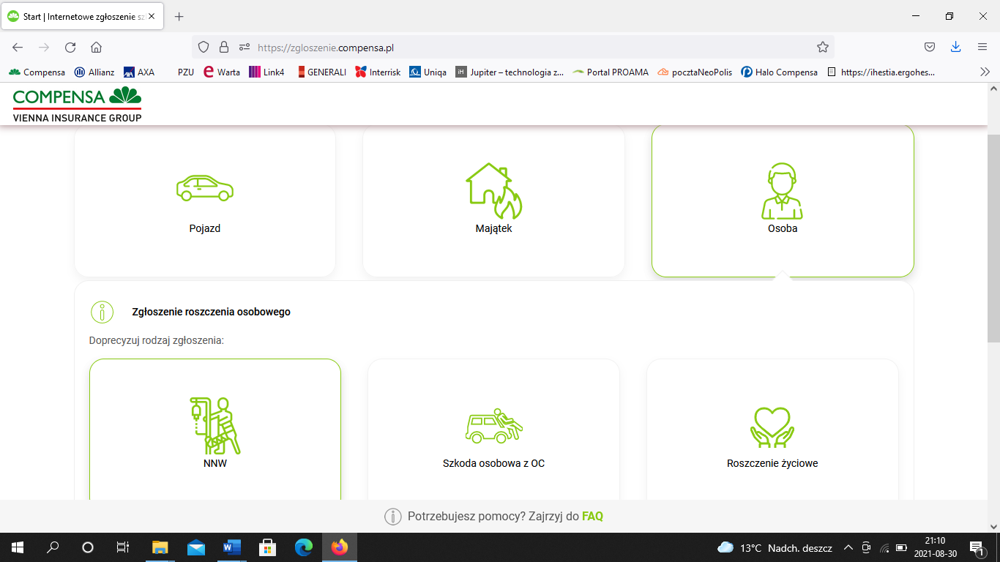 Start | Internetowe zgłoszenie sz
https://zgloszenie.compensa.pl
Compensa Allianz AXA PZU Warta Link4 GENERALI Interrisk Uniqa Jupiter – technologia z... Portal PROAMA pocztaNeoPolis Halo Compensa https://ihestia.ergohes...
COMPENSA
VIENNA INSURANCE GROUP
Pojazd Majątek Osoba
Zgłoszenie roszczenia osobowego
Doprecyzuj rodzaj zgłoszenia:
NNW Szkoda osobowa z OC Roszczenie życiowe
Potrzebujesz pomocy? Zajrzyj do FAQ
13°C Nadch. deszcz
21:10
2021-08-30
1